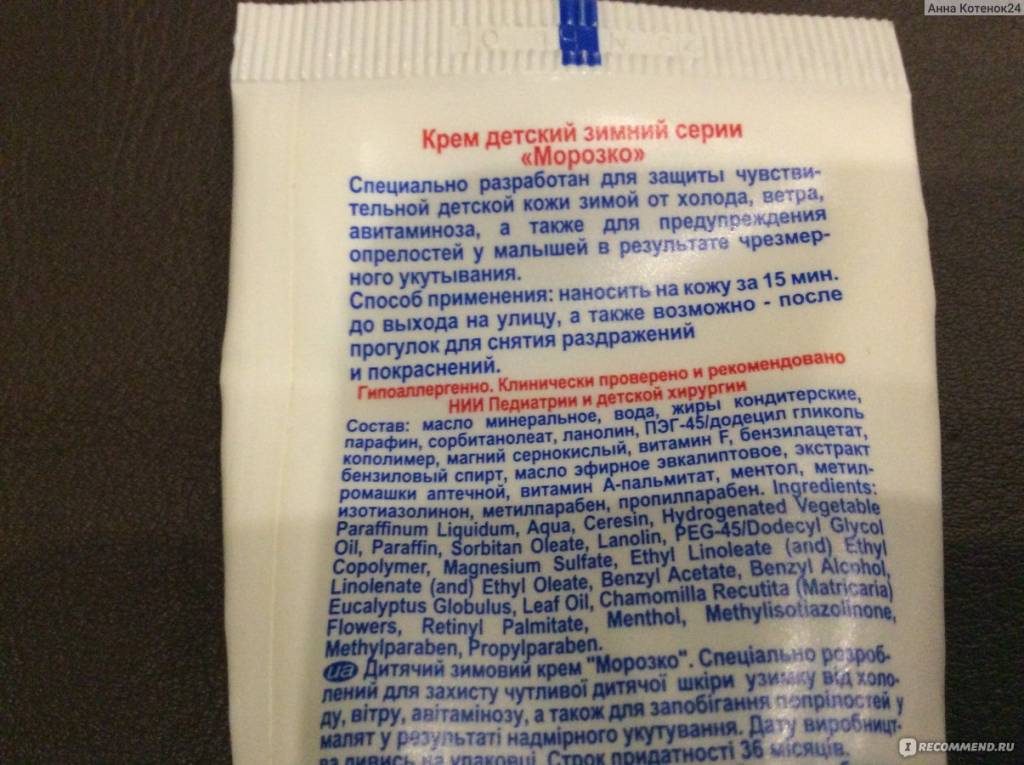 Анна Котенок24
Крем детский зимний серии
«Морозко»
Специально разработан для защиты чувстви-
тельной детской кожи зимой от холода, ветра,
авитаминоза, а также для предупреждения
опрелостей у малышей в результате чрезмер-
ного укутывания.
Способ применения: наносить на кожу за 15 мин.
до выхода на улицу, а также возможно - после
прогулок для снятия раздражений
и покраснений.
Гипоаллергенно. Клинически проверено и рекомендовано
НИИ Педиатрии и детской хирургии
Состав: масло минеральное, вода, жиры кондитерские,
парафин, сорбитанолеат, ланолин, ПЭГ-45/додецил гликоль
кополимер, магний сернокислый, витамин F, бензилацетат,
бензиловый спирт, масло эфирное эвкалиптовое, экстракт
ромашки аптечной, витамин А-пальмитат, ментол, метил-
изотиазолинон, метилпарабен, пропилпарабен. Ingredients:
Paraffinum Liquidum, Aqua, Ceresin, Hydrogenated Vegetable
Oil, Paraffin, Sorbitan Oleate, Lanolin, PEG-45/Dodecyl Glycol
Copolymer, Magnesium Sulfate, Ethyl Linoleate (and) Ethyl
Linolenate (and) Ethyl Oleate, Benzyl Acetate, Benzyl Alcohol,
Eucalyptus Globulus, Leaf Oil, Chamomilla Recutita (Matricaria)
Flowers, Retinyl Palmitate, Menthol, Methylisotiazolinone,
Methylparaben, Propylparaben.
ua Дитячий зимовий крем "Морозко". Спеціально розроб-
лений для захисту чутливої дитячої шкіри узимку від холо-
ду, вітру, авітамінозу, а також для запобігання попрілостей у
малят у результаті надмірного укутування. Дату виробницт-
ва дивись на упаковці. Строк придатності 36 місяців.
I RECOMMEND.RU